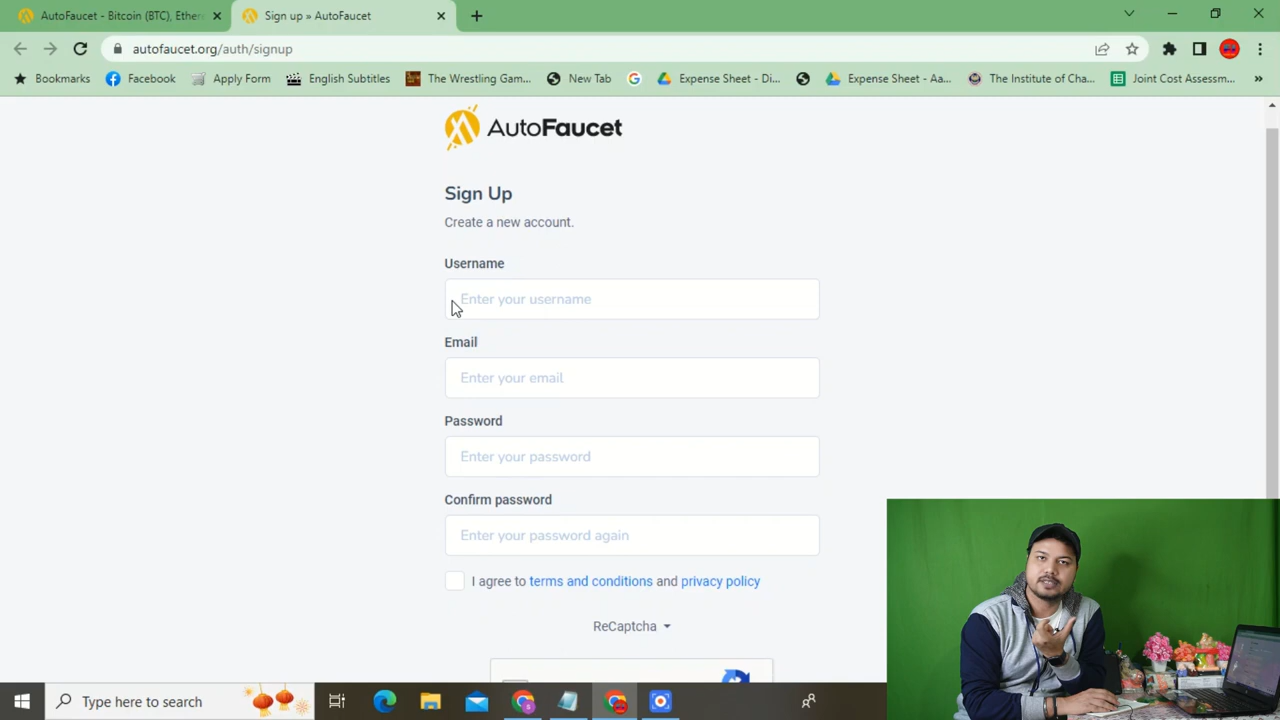 AutoFaucet - Bitcoin (BTC), Ether
Sign up » AutoFaucet
autofaucet.org/auth/signup
Bookmarks
Facebook
Apply Form
English Subtitles
The Wrestling Gam...
New Tab
Expense Sheet - Di...
Expense Sheet - Aa...
The Institute of Cha...
Joint Cost Assessm...
»
AutoFaucet
Sign Up
Create a new account.
Username
Enter your username
Email
Enter your email
Password
Enter your password
Confirm password
Enter your password again
I agree to terms and conditions and privacy policy
ReCaptcha
Type here to search